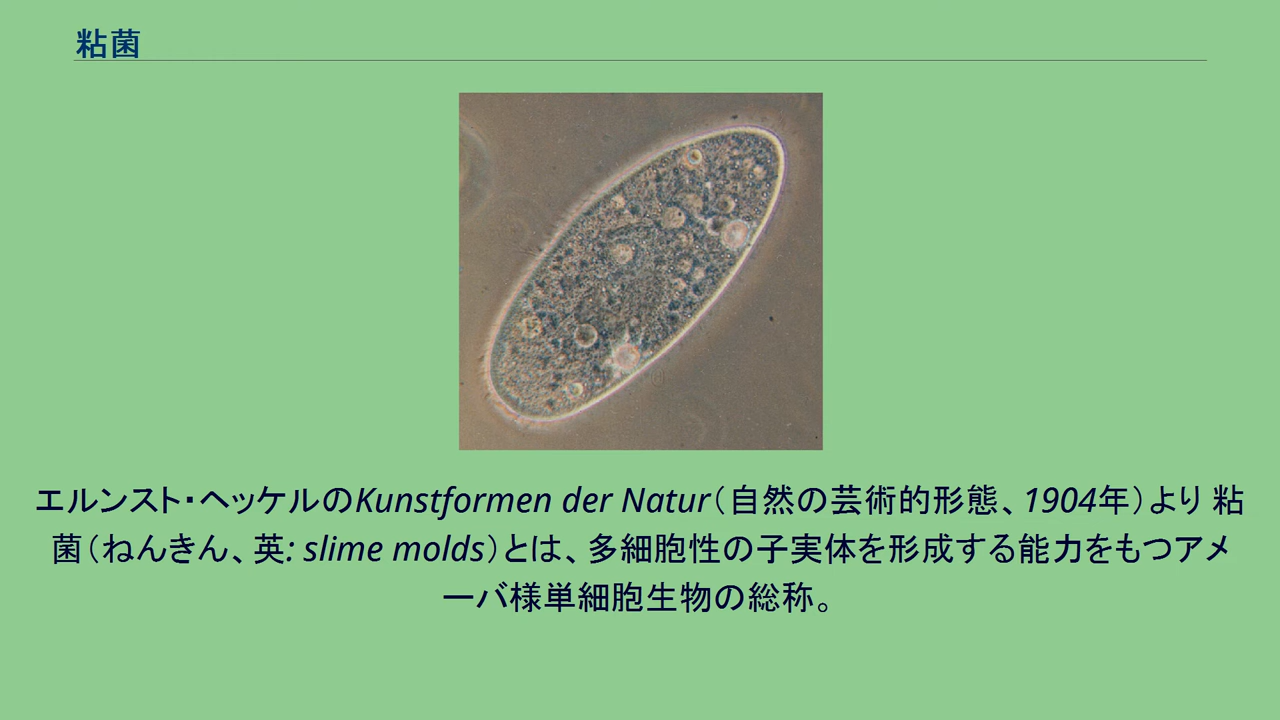 粘菌
エルンスト・ヘッケルのKunstformen der Natur（自然の芸術的形態、1904年）より 粘
菌（ねんきん、英: slime molds）とは、多細胞性の子実体を形成する能力をもつアメ
ーバ様単細胞生物の総称。